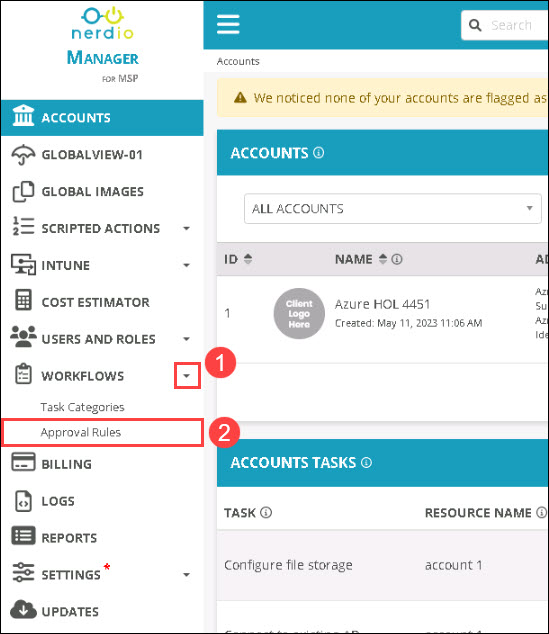 nerdio
MANAGER
FOR MSP
ACCOUNTS
GLOBALVIEW-01
GLOBAL IMAGES
SCRIPTED ACTIONS
INTUNE
COST ESTIMATOR
USERS AND ROLES
WORKFLOWS
1
Task Categories
Approval Rules
2
BILLING
LOGS
REPORTS
SETTINGS *
UPDATES
Search
Accounts
We noticed none of your accounts are flagged as
ACCOUNTS
ALL ACCOUNTS
ID NAME AD
1
Client
Logo
Here
Azure HOL 4451
Created: May 11, 2023 11:06 AM
Az
Su
Az
Ide
ACCOUNTS TASKS
TASK RESOURCE NAME
Configure file storage account 1